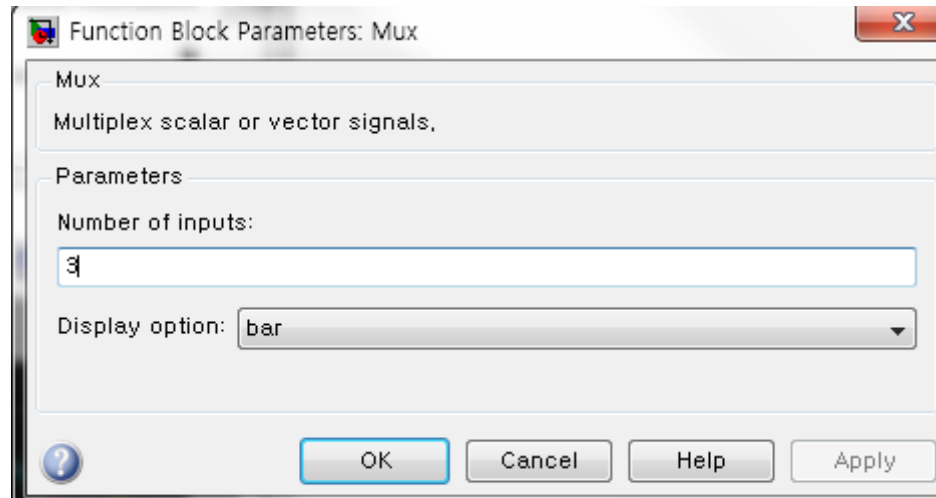 Function Block Parameters: Mux
Mux
Multiplex scalar or vector signals,
Parameters
Number of inputs:
3
Display option: bar
OK Cancel Help Apply